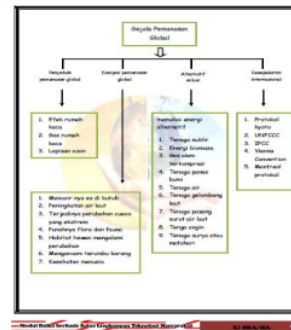 Gejala Pemanasan
Global
Penyebab
pemanasan global
Dampak pemanasan
global
Alternatif
solusi
Kesepakatan
internasional
1. Efek rumah
kaca
2. Gas rumah
kaca
3. Lapisan ozon
1. Mencair nya es di kutub
2. Peningkatan air laut
3. Terjadinya perubahan cuaca
yang ekstrem
4. Punahnya flora dan fauna
5. Habitat hewan mengalami
perubahan
6. Mengancam terumbu karang
7. Kesehatan manusia
energi
alternatif
1. Tenaga nuklir
2. Energi biomasa
3. Gas alam
terkompresi
4. Tenaga panas
bumi
5. Tenaga air
6. Tenaga gelombang
laut
7. Tenaga pasang
surut air laut
8. Tenga angin
9. Tenaga surya atau
matahari
1. Protokol
kyoto
2. UNFCCC
3. IPCC
4. Vienna
Convention
5. Montreal
protokol